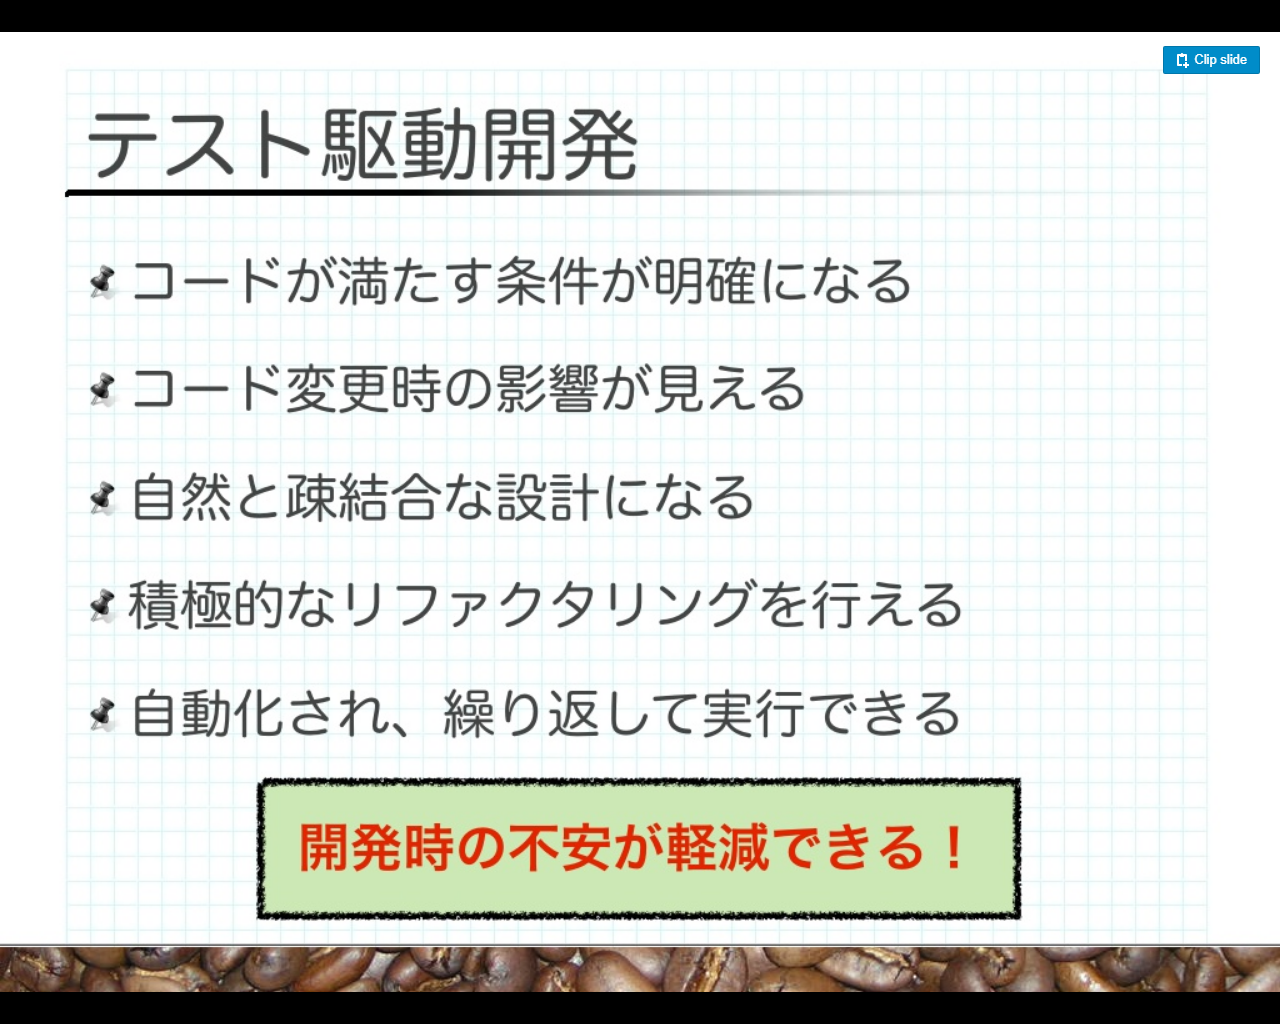 Clip slide
テスト駆動開発
コードが満たす条件が明確になる
コード変更時の影響が見える
自然と疎結合な設計になる
積極的なリファクタリングを行える
自動化され、繰り返して実行できる
開発時の不安が軽減できる！